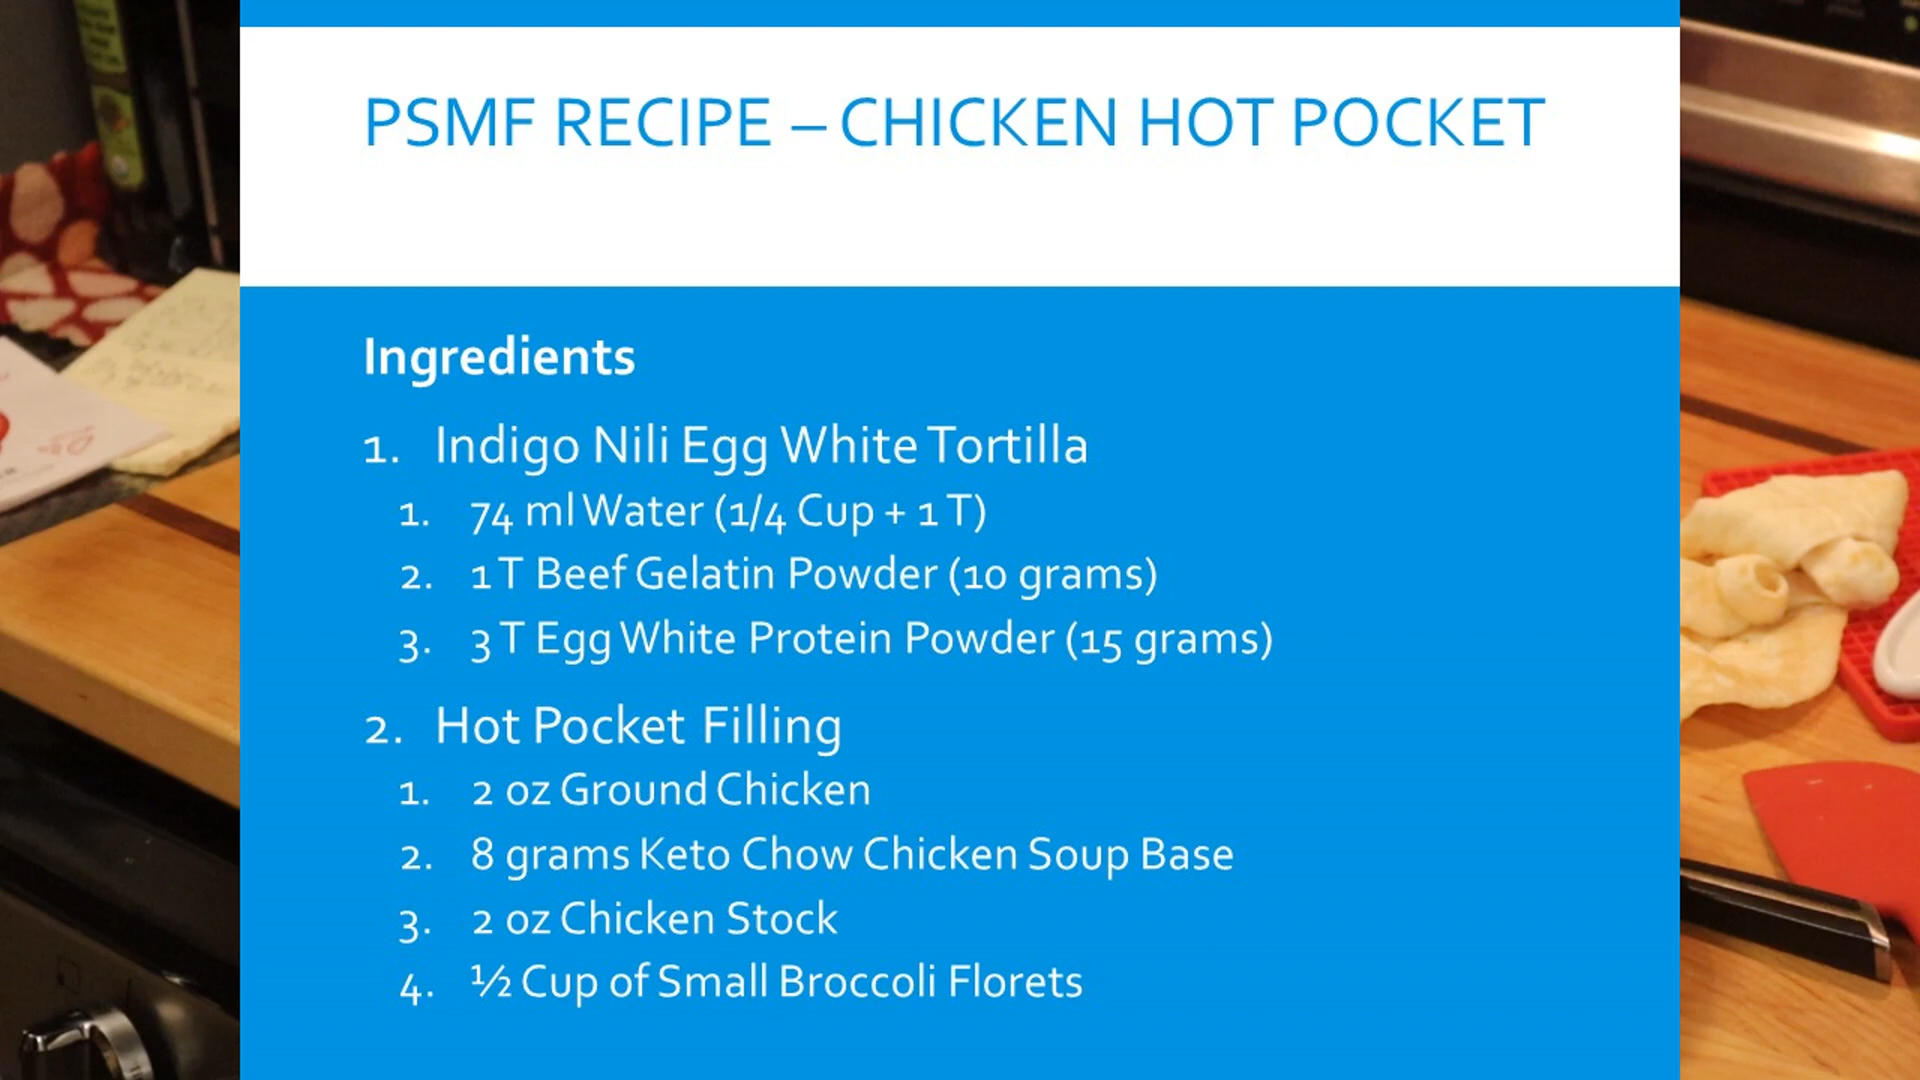 PSMF RECIPE – CHICKEN HOT POCKET
Ingredients
1. Indigo Nili Egg White Tortilla
1. 74 ml Water (1/4 Cup + 1 T)
2. 1 T Beef Gelatin Powder (10 grams)
3. 3 T Egg White Protein Powder (15 grams)
2. Hot Pocket Filling
1. 2 oz Ground Chicken
2. 8 grams Keto Chow Chicken Soup Base
3. 2 oz Chicken Stock
4. ½ Cup of Small Broccoli Florets